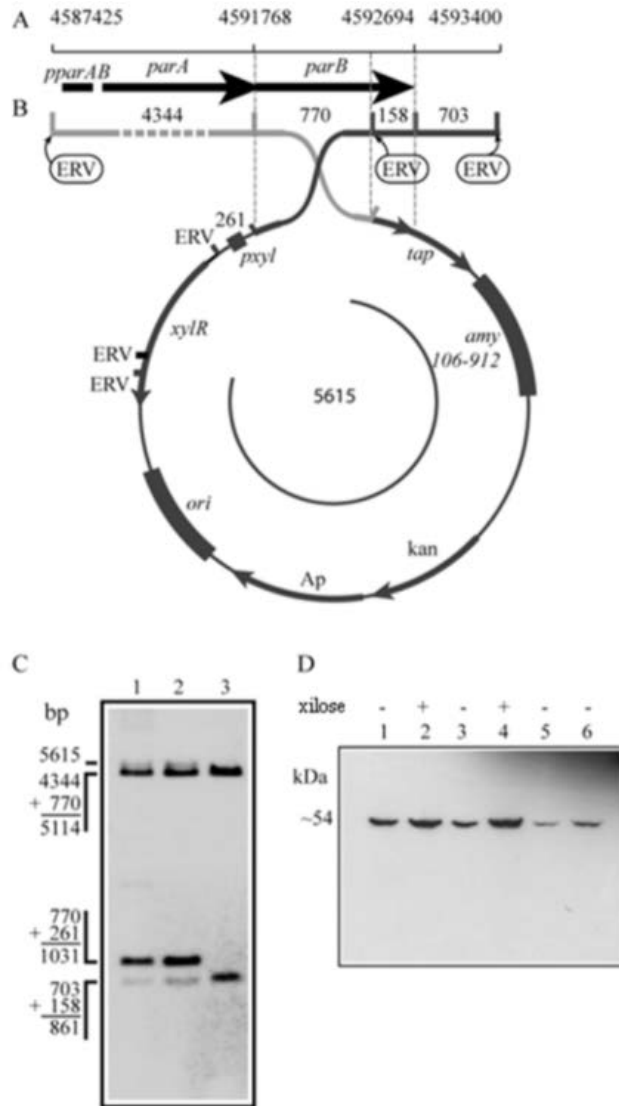 A 4587425 4591768 4592694 4593400
pparAB parA parB
B 4344 770 158 703
ERV ERV ERV
261
ERV pxyl tap
xylR amy
106-912
ERV
ERV 5615
ori kan
Ap
C
1 2 3
bp
5615
4344
+ 770
5114
770
+ 261
1031
703
+ 158
861
D
xilose - + - + - -
1 2 3 4 5 6
kDa
~54